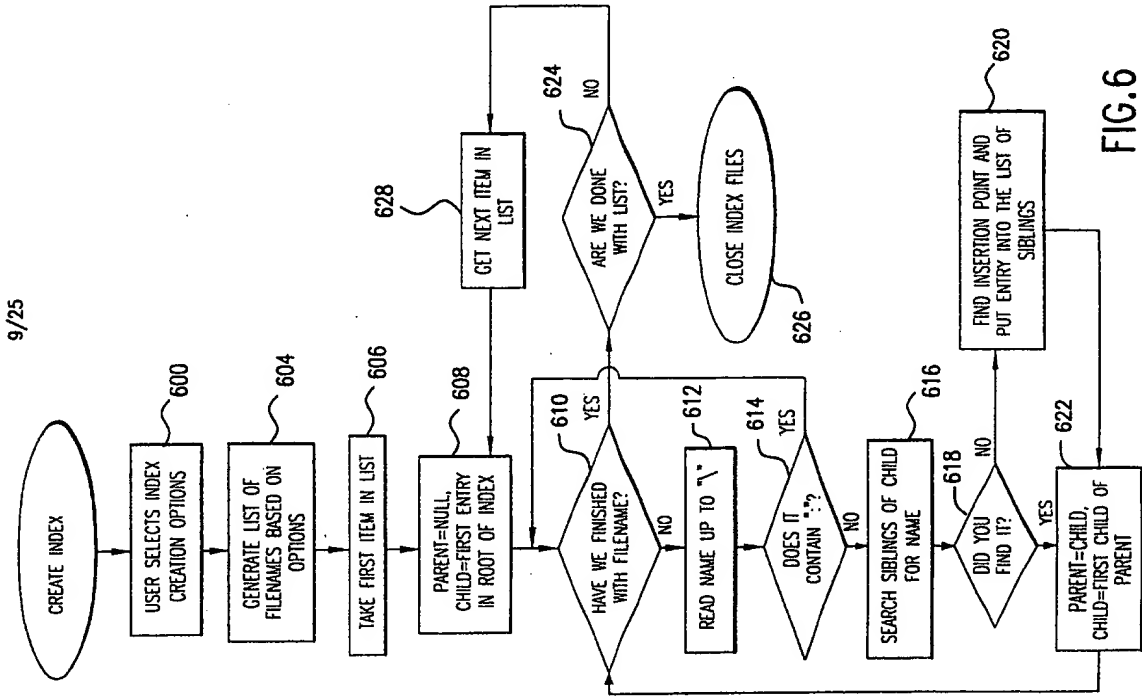 9/25
CREATE INDEX
600
USER SELECTS INDEX
CREATION OPTIONS
604
GENERATE LIST OF
FILENAMES BASED ON
OPTIONS
606
TAKE FIRST ITEM IN LIST
608
PARENT=NULL,
CHILD=FIRST ENTRY
IN ROOT OF INDEX
628
GET NEXT ITEM IN
LIST
610
HAVE WE FINISHED
WITH FILENAME?
YES
NO
624
ARE WE DONE
WITH LIST?
NO
YES
CLOSE INDEX FILES
626
612
READ NAME UP TO "\"
614
DOES IT
CONTAIN ":"?
YES
NO
616
SEARCH SIBLINGS OF CHILD
FOR NAME
618
DID YOU
FIND IT?
NO
YES
620
FIND INSERTION POINT AND
PUT ENTRY INTO THE LIST OF
SIBLINGS
622
PARENT=CHILD,
CHILD=FIRST CHILD OF
PARENT
FIG.6